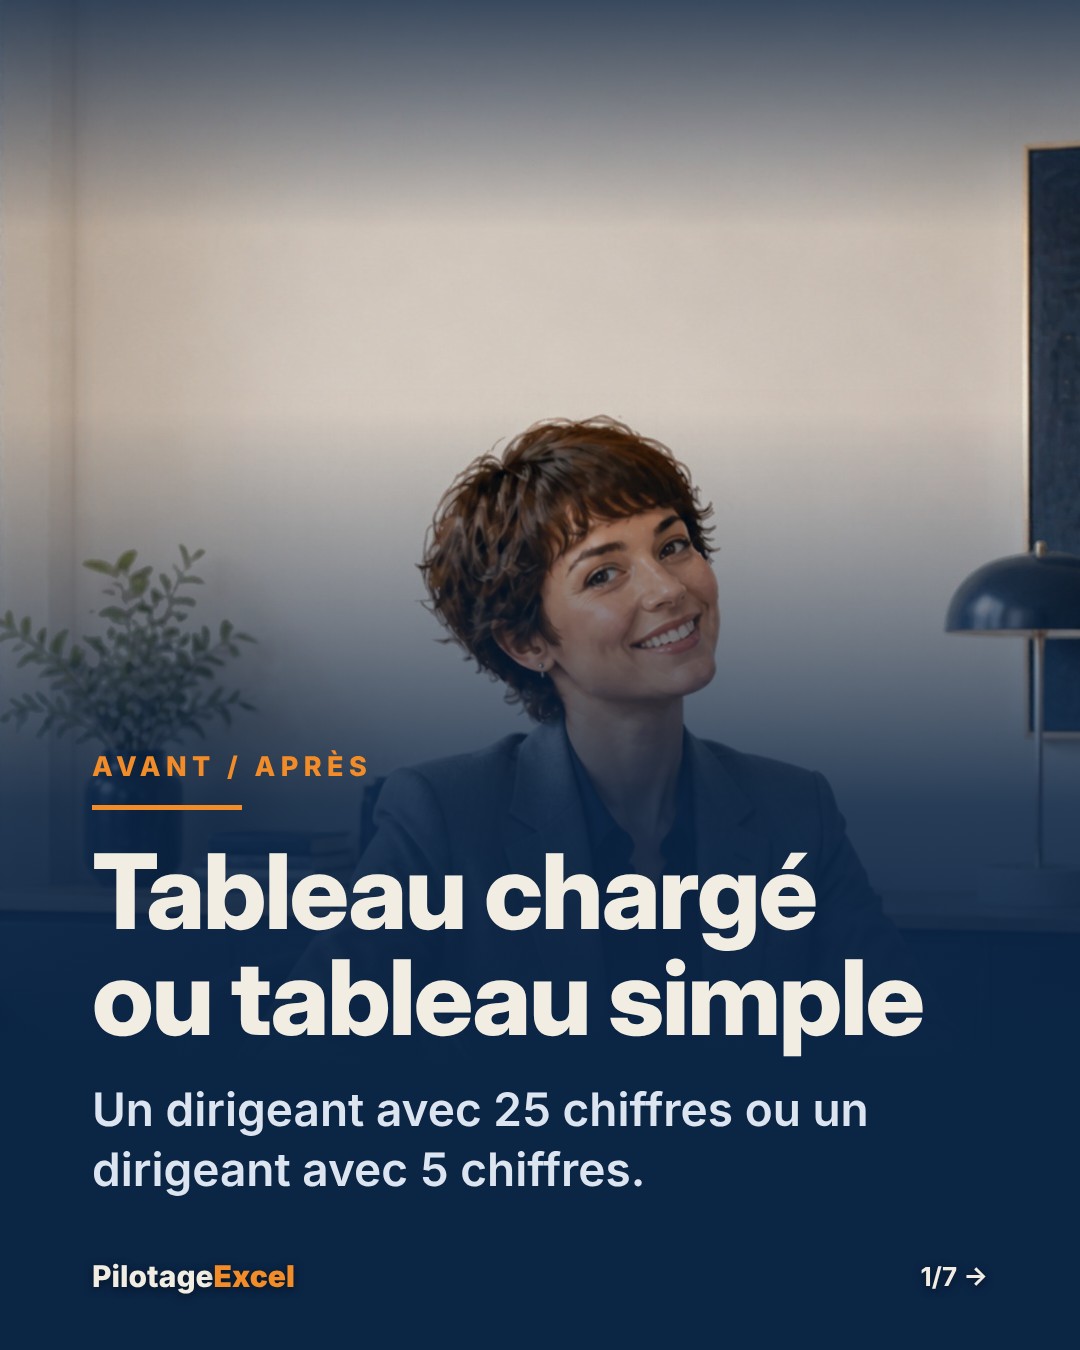 AVANT / APRÈS
Tableau chargé
ou tableau simple
Un dirigeant avec 25 chiffres ou un
dirigeant avec 5 chiffres.
PilotageExcel
1/7 →